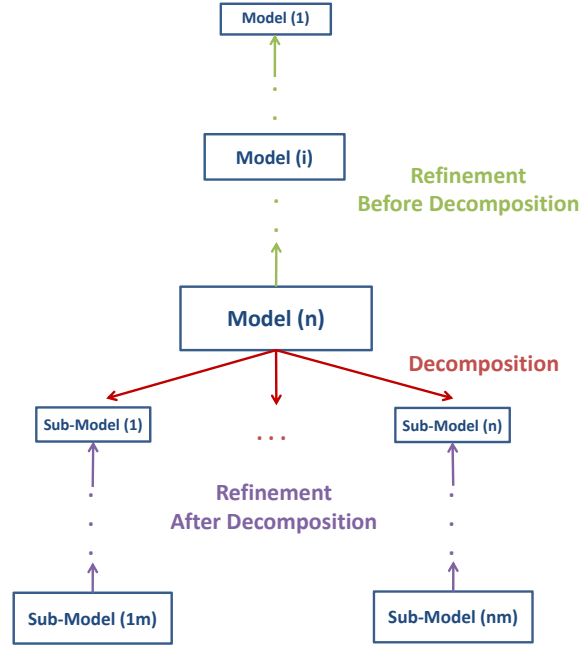 Model (1)
Model (i)
Refinement
Before Decomposition
Model (n)
Decomposition
Sub-Model (1)
. . .
Sub-Model (n)
Refinement
After Decomposition
Sub-Model (1m)
Sub-Model (nm)